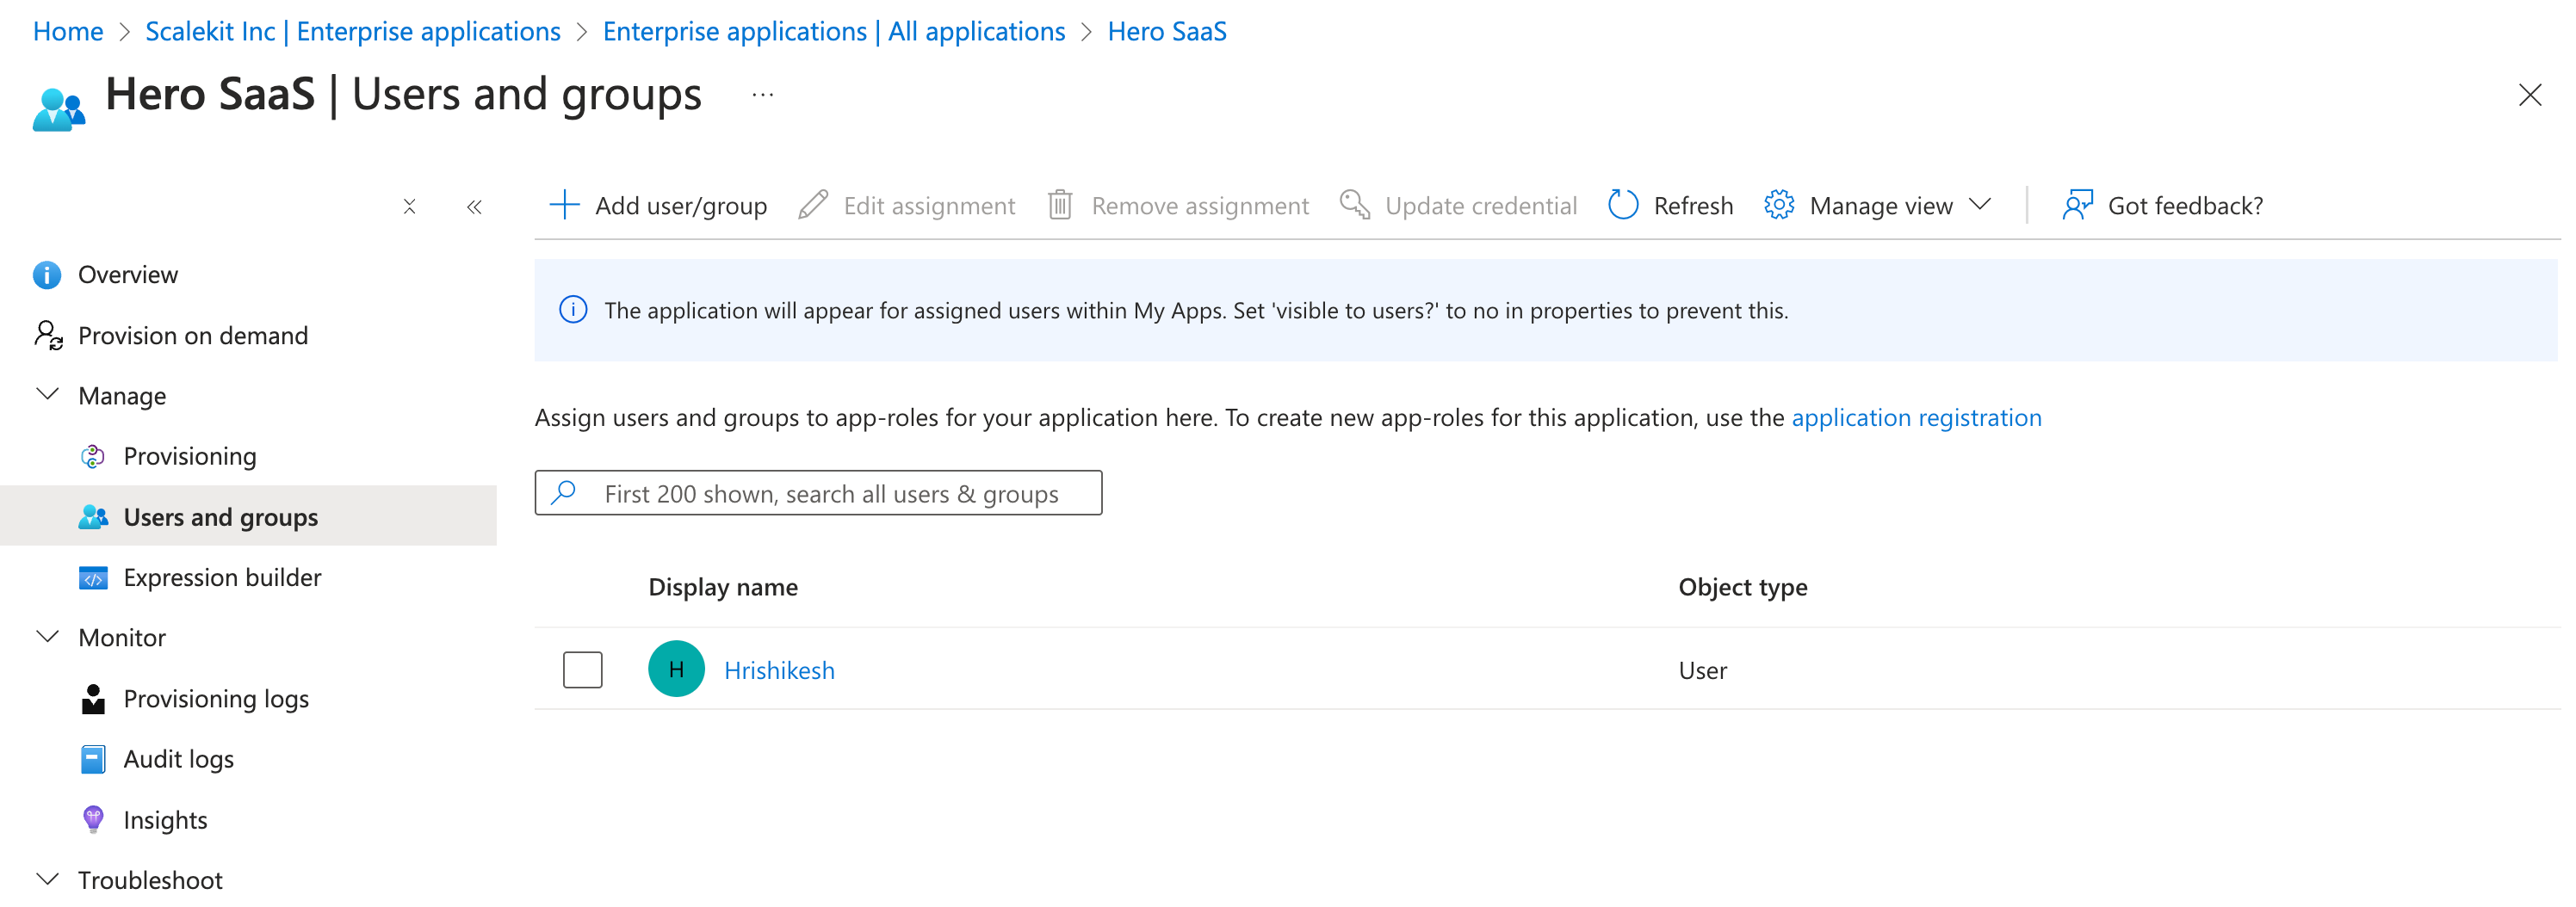 Home > Scalekit Inc | Enterprise applications > Enterprise applications | All applications > Hero SaaS
Hero SaaS | Users and groups ...
Add user/group Edit assignment Remove assignment Update credential Refresh Manage view Got feedback?
Overview
Provision on demand
Manage
Provisioning
Users and groups
Expression builder
Monitor
Provisioning logs
Audit logs
Insights
Troubleshoot
The application will appear for assigned users within My Apps. Set 'visible to users?' to no in properties to prevent this.
Assign users and groups to app-roles for your application here. To create new app-roles for this application, use the application registration
First 200 shown, search all users & groups
Display name Object type
H Hrishikesh User